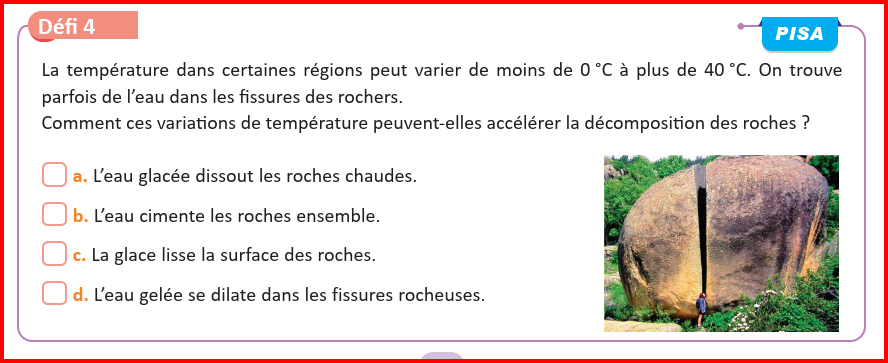 Défi 4
PISA
La température dans certaines régions peut varier de moins de 0 °C à plus de 40 °C. On trouve
parfois de l’eau dans les fissures des rochers.
Comment ces variations de température peuvent-elles accélérer la décomposition des roches ?
a. L’eau glacée dissout les roches chaudes.
b. L’eau cimente les roches ensemble.
c. La glace lisse la surface des roches.
d. L’eau gelée se dilate dans les fissures rocheuses.